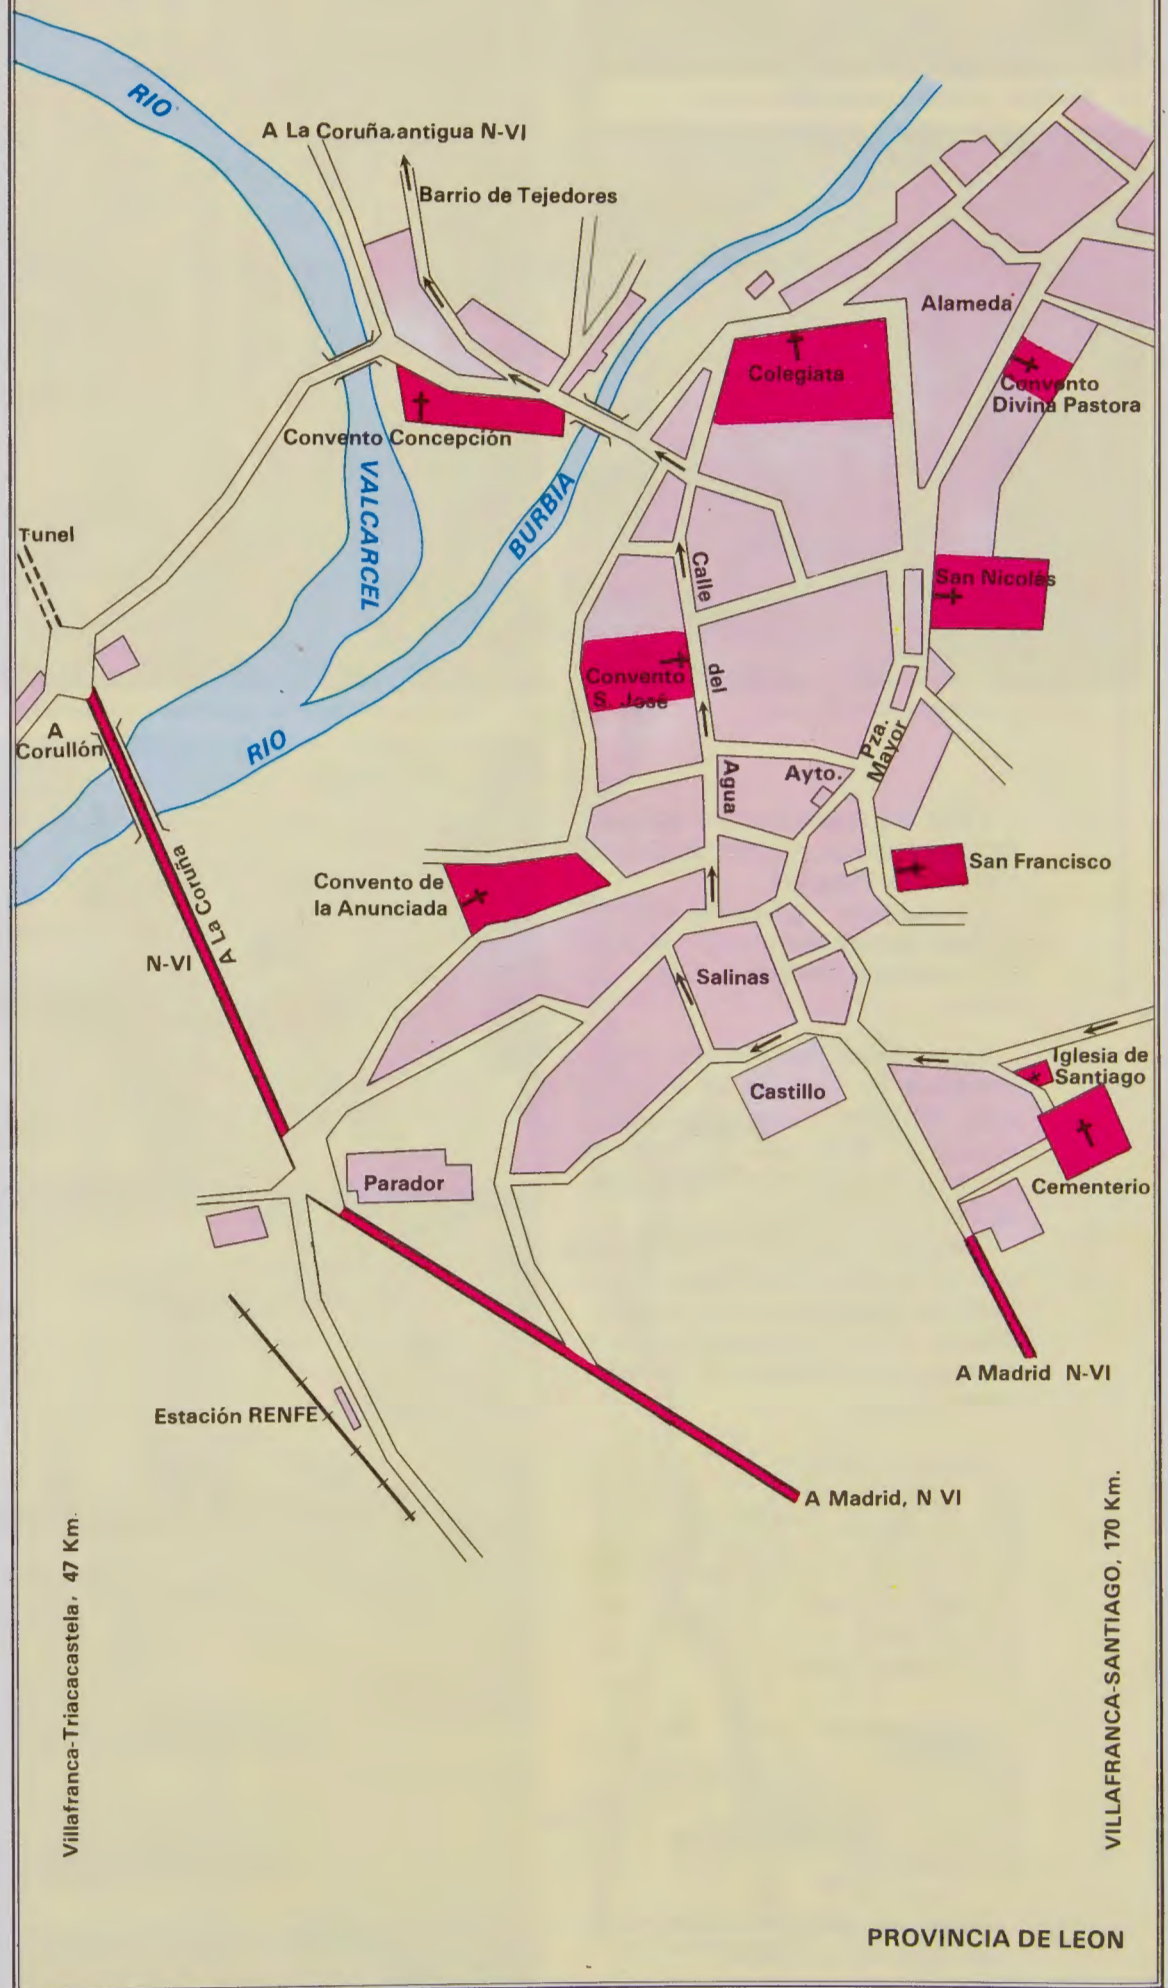 RIO
A La Coruña, antigua N-VI
Barrio de Tejedores
Alameda
Colegiata
Convento
Divina Pastora
Convento Concepción
VALCARCEL
BURBIA
Tunel
Calle
San Nicolás
Convento
S. José
del
A
Corullón
RIO
Pza.
Mayor
Ayto.
Agua
A La Coruña
San Francisco
Convento de
la Anunciada
N-VI
Salinas
Iglesia de
Santiago
Castillo
Parador
Cementerio
A Madrid N-VI
Estación RENFE
A Madrid, N VI
Villafranca-Triacacastela, 47 Km.
VILLAFRANCA-SANTIAGO, 170 Km.
PROVINCIA DE LEON